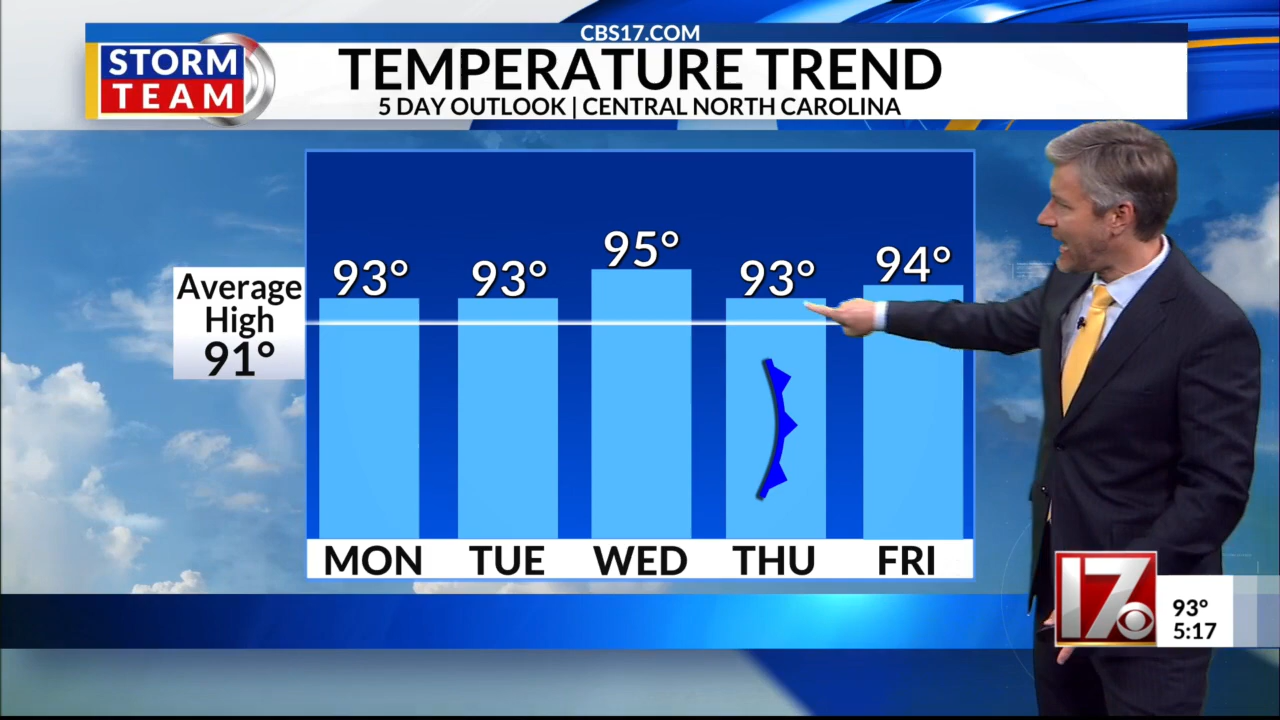 CBS17.COM
STORM
TEAM
TEMPERATURE TREND
5 DAY OUTLOOK | CENTRAL NORTH CAROLINA
Average
High
91°
93° 93° 95° 93° 94°
MON TUE WED THU FRI
17
93°
5:17